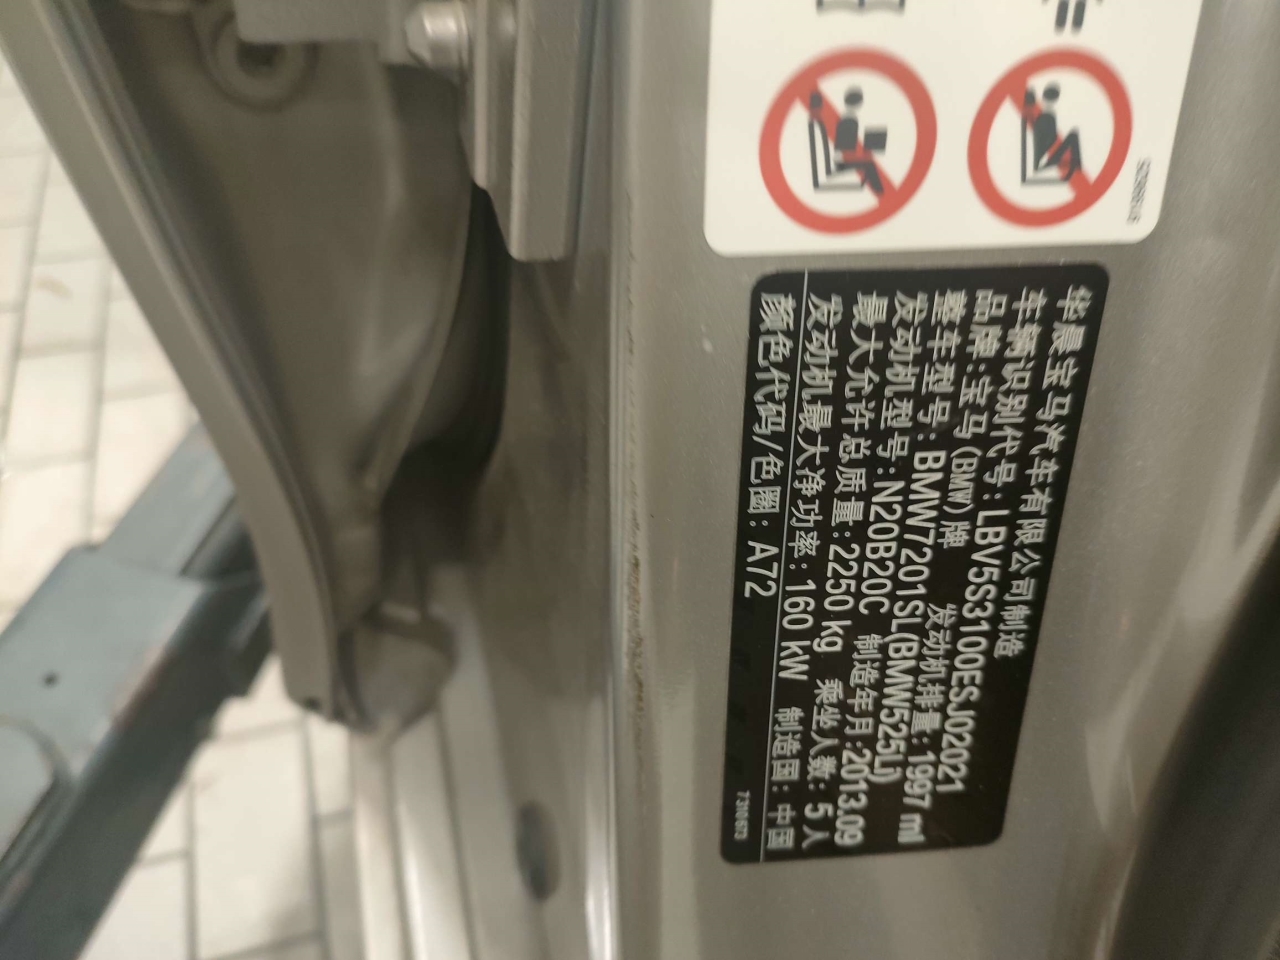 华晨宝马汽车有限公司制造
车辆识别代号:LBV5S3100ESJ02021
品牌:宝马(BMW)牌 发动机排量:1997 ml
整车型号:BMW7201SL(BMW525Li)
发动机型号:N20B20C 制造年月:2013.09
最大允许总质量:2250 kg 乘坐人数:5人
发动机最大净功率:160 kW 制造国:中国
颜色代码/色圈:A72
7310673